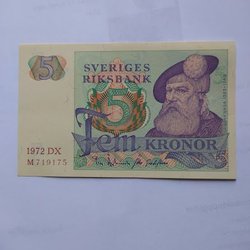 5
SVERIGES
RIKSBANK
5
Fem KRONOR
1972 DX
M719175